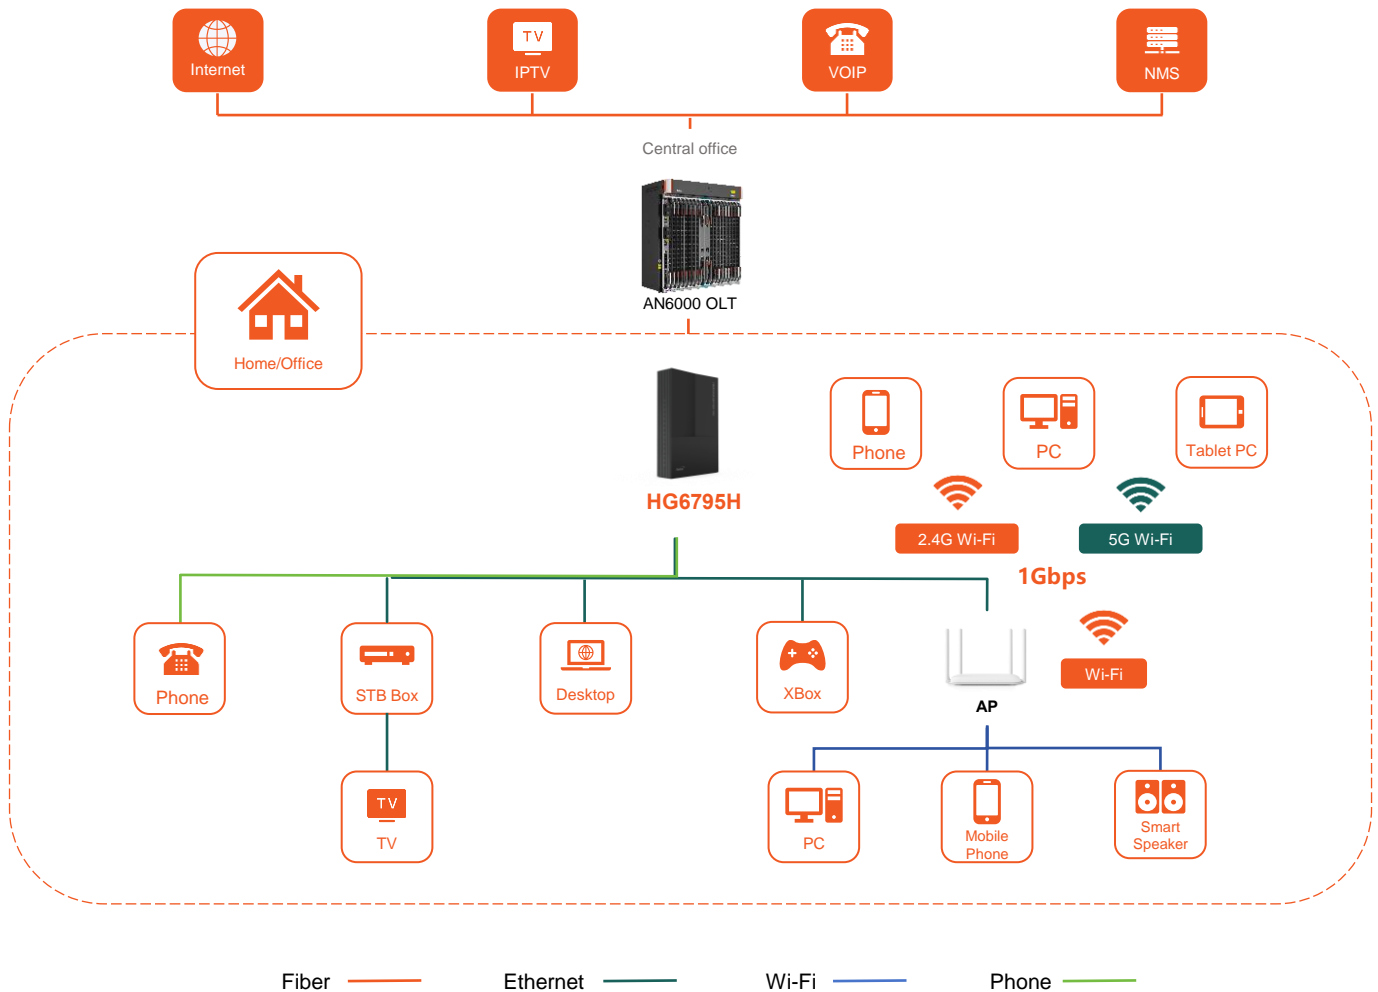 Internet
TV
IPTV
VOIP
NMS
Central office
AN6000 OLT
Home/Office
Phone
PC
Tablet PC
HG6795H
2.4G Wi-Fi
5G Wi-Fi
1Gbps
Phone
STB Box
Desktop
XBox
AP
Wi-Fi
TV
TV
PC
Mobile
Phone
Smart
Speaker
Fiber
Ethernet
Wi-Fi
Phone